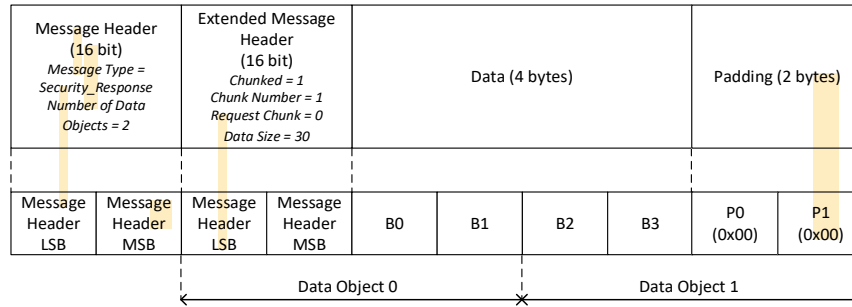 Message Header
(16 bit)
Message Type =
Security_Response
Number of Data
Objects = 2
Extended Message
Header
(16 bit)
Chunked = 1
Chunk Number = 1
Request Chunk = 0
Data Size = 30
Data (4 bytes)
Padding (2 bytes)
Message
Header
LSB
Message
Header
MSB
Message
Header
LSB
Message
Header
MSB
B0
B1
B2
B3
P0
(0x00)
P1
(0x00)
Data Object 0
Data Object 1